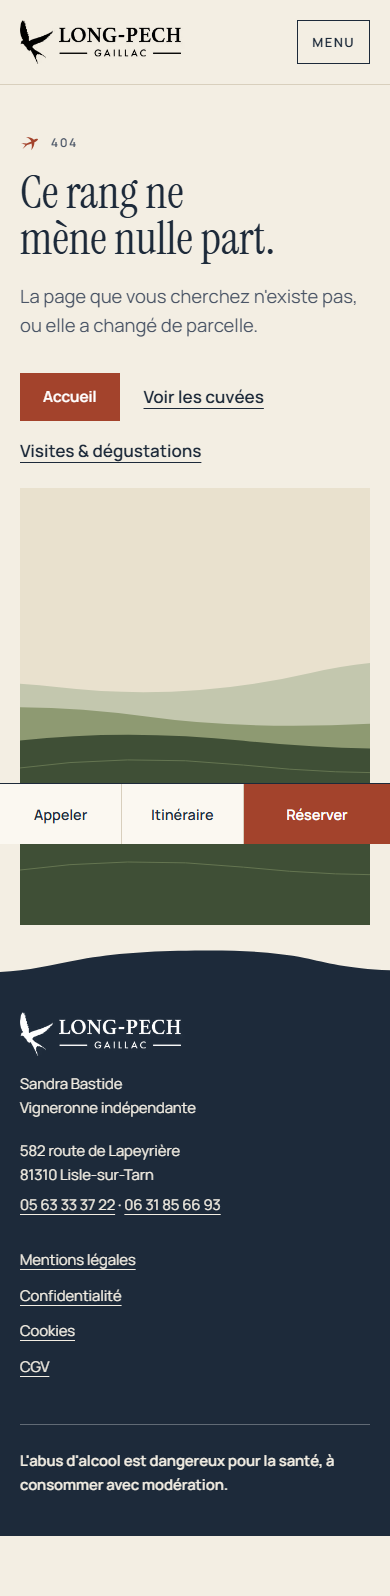 LONG-PECH
GAILLAC
MENU
404
Ce rang ne
mène nulle part.
La page que vous cherchez n'existe pas,
ou elle a changé de parcelle.
Accueil
Voir les cuvées
Visites & dégustations
Appeler
Itinéraire
Réserver
LONG-PECH
GAILLAC
Sandra Bastide
Vigneronne indépendante
582 route de Lapeyrière
81310 Lisle-sur-Tarn
05 63 33 37 22 · 06 31 85 66 93
Mentions légales
Confidentialité
Cookies
CGV
L'abus d'alcool est dangereux pour la santé, à
consommer avec modération.